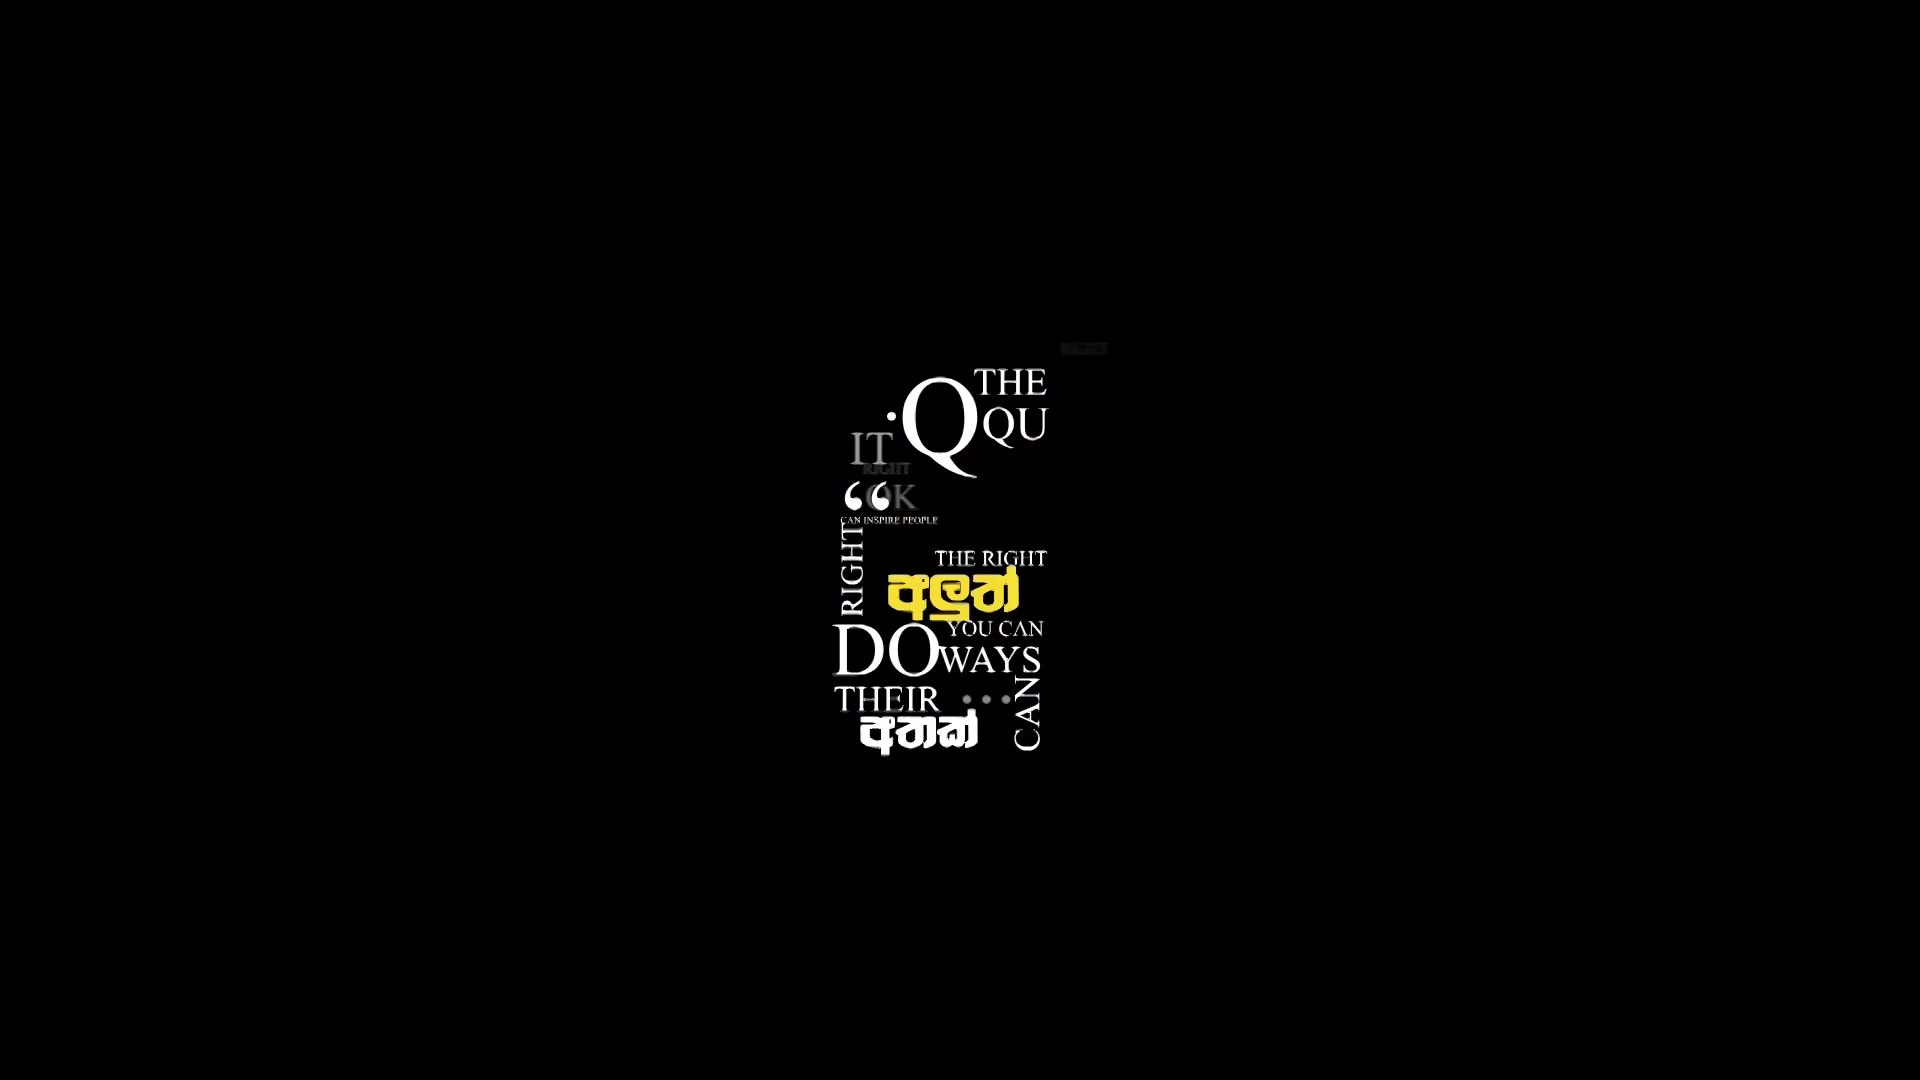 THE
QU
·Q
IT
RIGHT
“
OK
CAN INSPIRE PEOPLE
RIGHT
THE RIGHT
අලුත්
YOU CAN
DO
WAYS
THEIR
...
CAN
අතක්